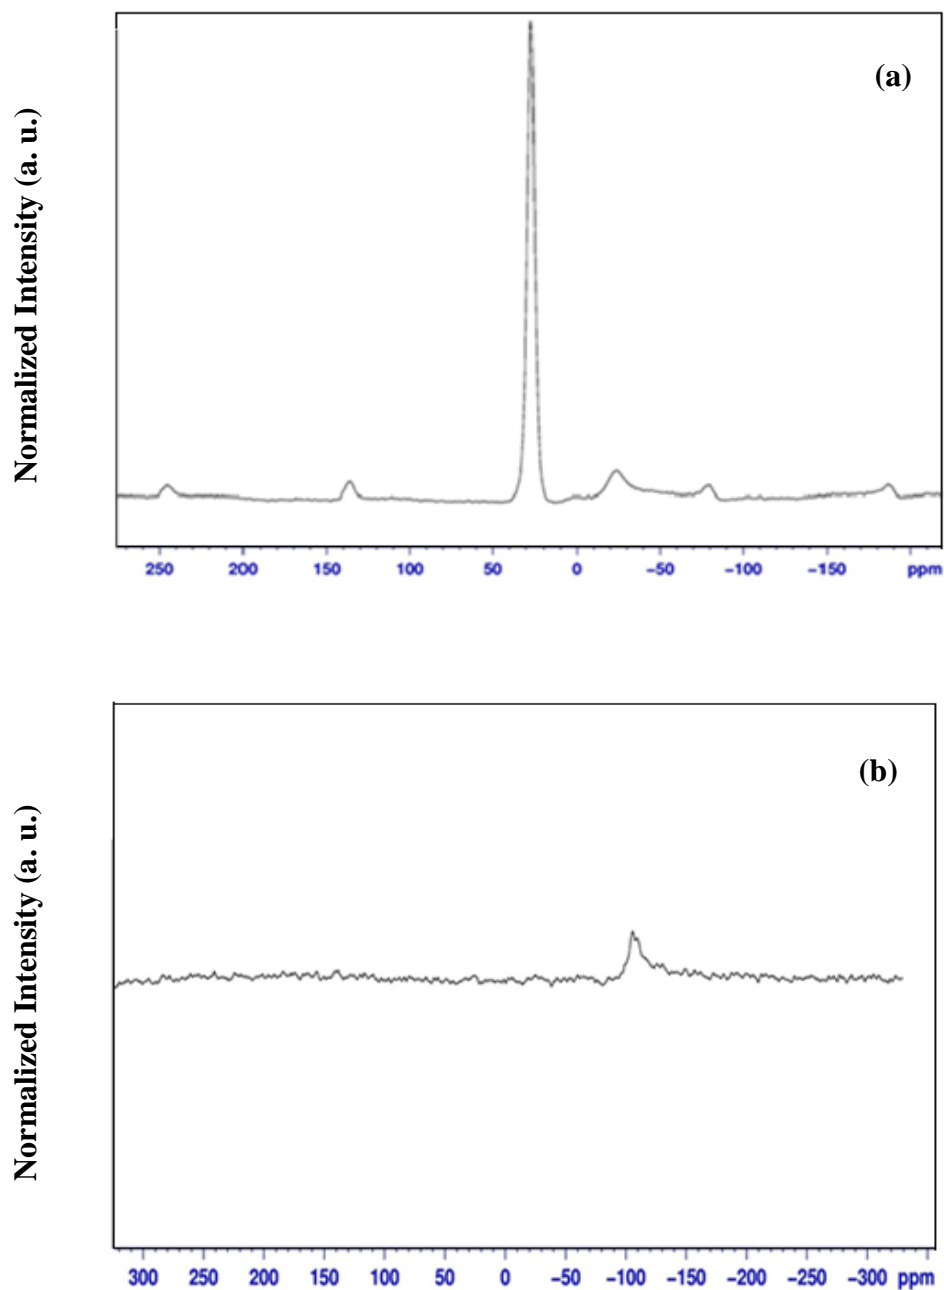 (a)
Normalized Intensity (a. u.)
250 200 150 100 50 0 −50 −100 −150 ppm
(b)
Normalized Intensity (a. u.)
300 250 200 150 100 50 0 −50 −100 −150 −200 −250 −300 ppm